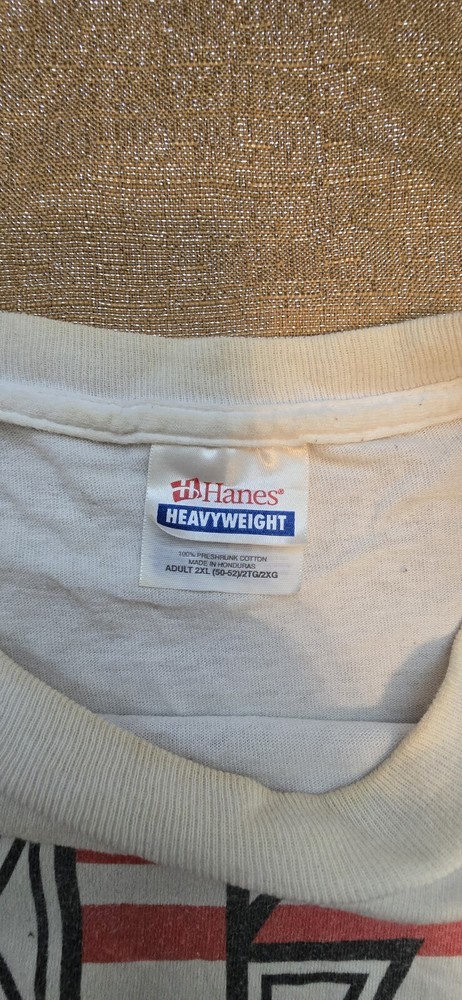 Hanes®
HEAVYWEIGHT
100% PRESHRUNK COTTON
MADE IN HONDURAS
ADULT 2XL (50-52)/2TG/2XG